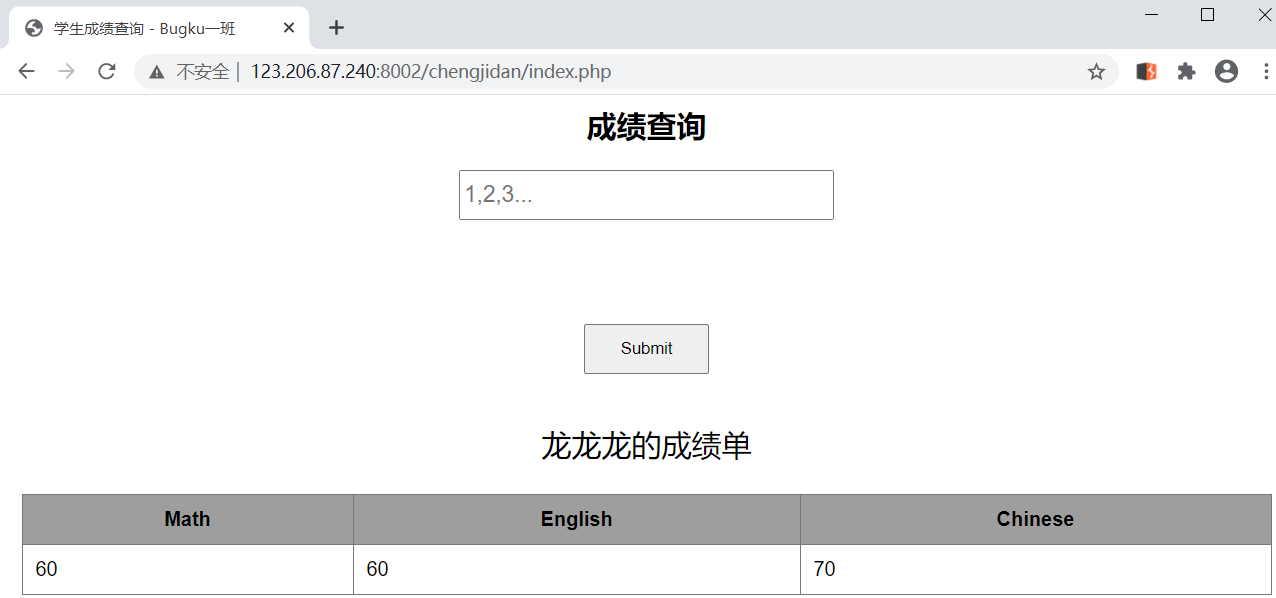 学生成绩查询 - Bugku一班
不安全 | 123.206.87.240:8002/chengjidan/index.php
成绩查询
1,2,3...
Submit
龙龙龙的成绩单
Math English Chinese
60 60 70